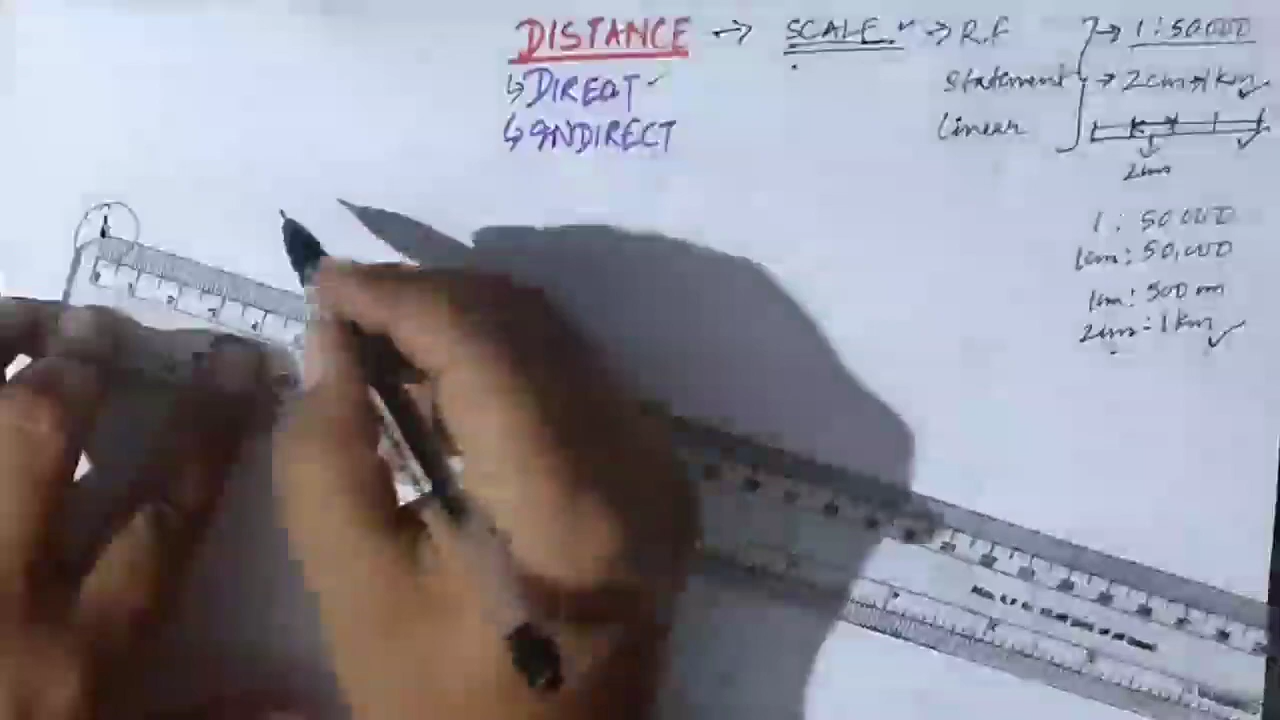 DISTANCE → SCALE → R.F → 1:50000
↳ DIRECT
statement → 2cm→1km
↳ INDIRECT
Linear
2cm
1 : 50000
1cm : 50,000
1cm : 500 m
2cm = 1km